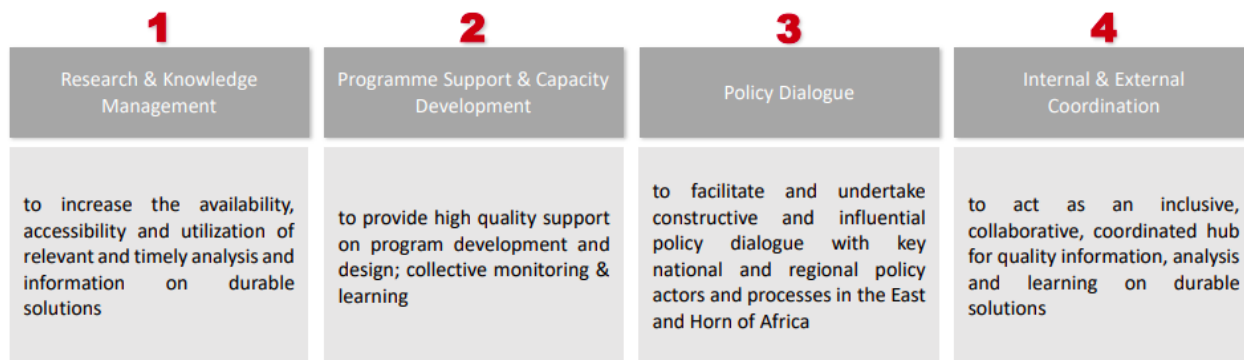 1
Research & Knowledge
Management
to increase the availability,
accessibility and utilization of
relevant and timely analysis and
information on durable
solutions
2
Programme Support & Capacity
Development
to provide high quality support
on program development and
design; collective monitoring &
learning
3
Policy Dialogue
to facilitate and undertake
constructive and influential
policy dialogue with key
national and regional policy
actors and processes in the East
and Horn of Africa
4
Internal & External
Coordination
to act as an inclusive,
collaborative, coordinated hub
for quality information, analysis
and learning on durable
solutions